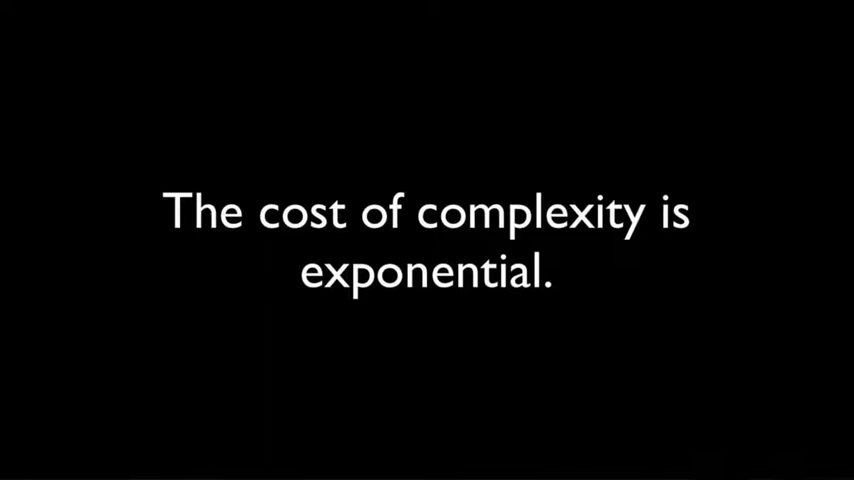 The cost of complexity is
exponential.